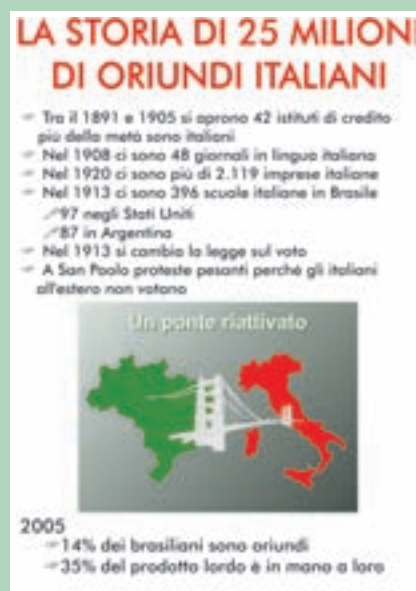 LA STORIA DI 25 MILIONI
DI ORIUNDI ITALIANI
Tra il 1891 e 1905 si aprono 42 istituti di credito
più della metà sono italiani
Nel 1908 ci sono 48 giornali in lingua italiana
Nel 1920 ci sono più di 2.119 imprese italiane
Nel 1913 ci sono 396 scuole italiane in Brasile
97 negli Stati Uniti
87 in Argentina
Nel 1913 si cambia la legge sul voto
A San Paolo proteste pesanti perché gli italiani
all'estero non votano
Un ponte riattivato
2005
14% dei brasiliani sono oriundi
35% del prodotto lordo è in mano a loro